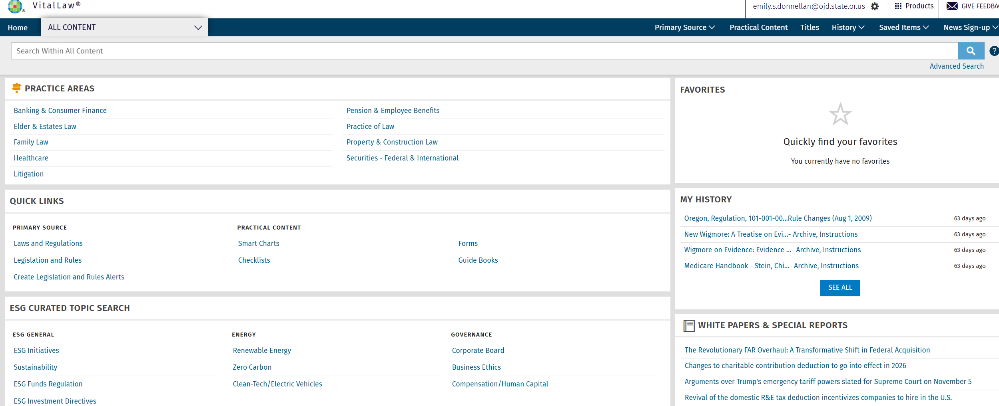 VitalLaw®
emily.s.donnellan@ojd.state.or.us
Products
GIVE FEEDBA
Home
ALL CONTENT
Primary Source
Practical Content
Titles
History
Saved Items
News Sign-up
Search Within All Content
?
Advanced Search
PRACTICE AREAS
Banking & Consumer Finance
Elder & Estates Law
Family Law
Healthcare
Litigation
Pension & Employee Benefits
Practice of Law
Property & Construction Law
Securities - Federal & International
QUICK LINKS
PRIMARY SOURCE
Laws and Regulations
Legislation and Rules
Create Legislation and Rules Alerts
PRACTICAL CONTENT
Smart Charts
Checklists
Forms
Guide Books
ESG CURATED TOPIC SEARCH
ESG GENERAL
ESG Initiatives
Sustainability
ESG Funds Regulation
ESG Investment Directives
ENERGY
Renewable Energy
Zero Carbon
Clean-Tech/Electric Vehicles
GOVERNANCE
Corporate Board
Business Ethics
Compensation/Human Capital
FAVORITES
Quickly find your favorites
You currently have no favorites
MY HISTORY
Oregon, Regulation, 101-001-00...Rule Changes (Aug 1, 2009) 63 days ago
New Wigmore: A Treatise on Evi...- Archive, Instructions 63 days ago
Wigmore on Evidence: Evidence ...- Archive, Instructions 63 days ago
Medicare Handbook - Stein, Chi...- Archive, Instructions 63 days ago
SEE ALL
WHITE PAPERS & SPECIAL REPORTS
The Revolutionary FAR Overhaul: A Transformative Shift in Federal Acquisition
Changes to charitable contribution deduction to go into effect in 2026
Arguments over Trump's emergency tariff powers slated for Supreme Court on November 5
Revival of the domestic R&E tax deduction incentivizes companies to hire in the U.S.